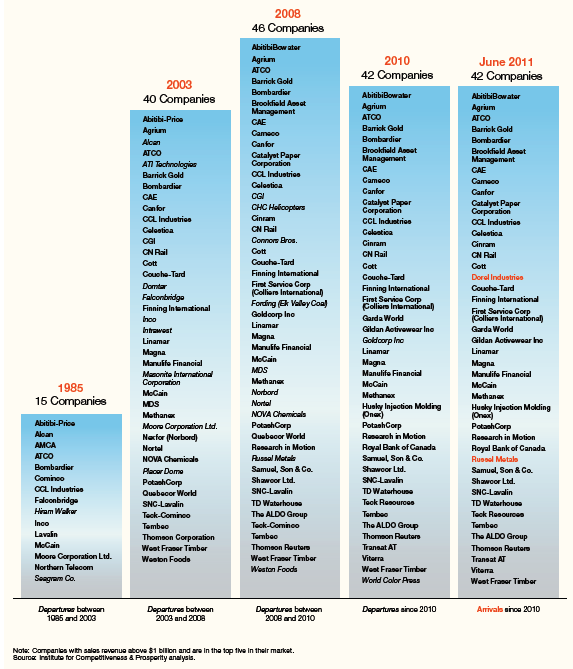 1985
15 Companies
Abitibi-Price
Alcan
AMCA
ATCO
Bombardier
Cominco
CCL Industries
Falconbridge
Hiram Walker
Inco
Lavalin
McCain
Moore Corporation Ltd.
Northern Telecom
Seagram Co.
Departures between
1985 and 2003
2003
40 Companies
Abitibi-Price
Agrium
Alcan
ATCO
ATI Technologies
Barrick Gold
Bombardier
CAE
Canfor
CCL Industries
Celestica
CGI
CN Rail
Cott
Couche-Tard
Domtar
Falconbridge
Finning International
Inco
Intrawest
Linamar
Magna
Manulife Financial
Masonite International
Corporation
McCain
MDS
Methanex
Moore Corporation Ltd.
Nexfor (Norbord)
Nortel
NOVA Chemicals
Placer Dome
PotashCorp
Quebecor World
SNC-Lavalin
Teck-Cominco
Tembec
Thomson Corporation
West Fraser Timber
Weston Foods
Departures between
2003 and 2008
2008
46 Companies
AbitibiBowater
Agrium
ATCO
Barrick Gold
Bombardier
Brookfield Asset
Management
CAE
Cameco
Canfor
Catalyst Paper
Corporation
CCL Industries
Celestica
CGI
CHC Helicopters
Cinram
CN Rail
Connors Bros.
Cott
Couche-Tard
Finning International
First Service Corp
(Colliers International)
Fording (Elk Valley Coal)
Goldcorp Inc
Linamar
Magna
Manulife Financial
McCain
MDS
Methanex
Norbord
Nortel
NOVA Chemicals
PotashCorp
Quebecor World
Research in Motion
Russel Metals
Samuel, Son & Co.
Shawcor Ltd.
SNC-Lavalin
TD Waterhouse
The ALDO Group
Teck-Cominco
Tembec
Thomson Reuters
West Fraser Timber
Weston Foods
Departures between
2008 and 2010
2010
42 Companies
AbitibiBowater
Agrium
ATCO
Barrick Gold
Bombardier
Brookfield Asset
Management
CAE
Cameco
Canfor
Catalyst Paper
Corporation
CCL Industries
Celestica
Cinram
CN Rail
Cott
Couche-Tard
Finning International
First Service Corp
(Colliers International)
Garda World
Gildan Activewear Inc
Goldcorp Inc
Linamar
Magna
Manulife Financial
McCain
Methanex
Husky Injection Molding
(Onex)
PotashCorp
Research in Motion
Royal Bank of Canada
Samuel, Son & Co.
Shawcor Ltd.
SNC-Lavalin
TD Waterhouse
Teck Resources
Tembec
The ALDO Group
Thomson Reuters
Transat AT
Viterra
West Fraser Timber
World Color Press
Departures since 2010
June 2011
42 Companies
AbitibiBowater
Agrium
ATCO
Barrick Gold
Bombardier
Brookfield Asset
Management
CAE
Cameco
Canfor
Catalyst Paper
Corporation
CCL Industries
Celestica
Cinram
CN Rail
Cott
Dorel Industries
Couche-Tard
Finning International
First Service Corp
(Colliers International)
Garda World
Gildan Activewear Inc
Linamar
Magna
Manulife Financial
McCain
Methanex
Husky Injection Molding
(Onex)
PotashCorp
Research in Motion
Royal Bank of Canada
Russel Metals
Samuel, Son & Co.
Shawcor Ltd.
SNC-Lavalin
TD Waterhouse
Teck Resources
Tembec
The ALDO Group
Thomson Reuters
Transat AT
Viterra
West Fraser Timber
Arrivals since 2010
Note: Companies with sales revenue above $1 billion and are in the top five in their market.
Source: Institute for Competitiveness & Prosperity analysis.